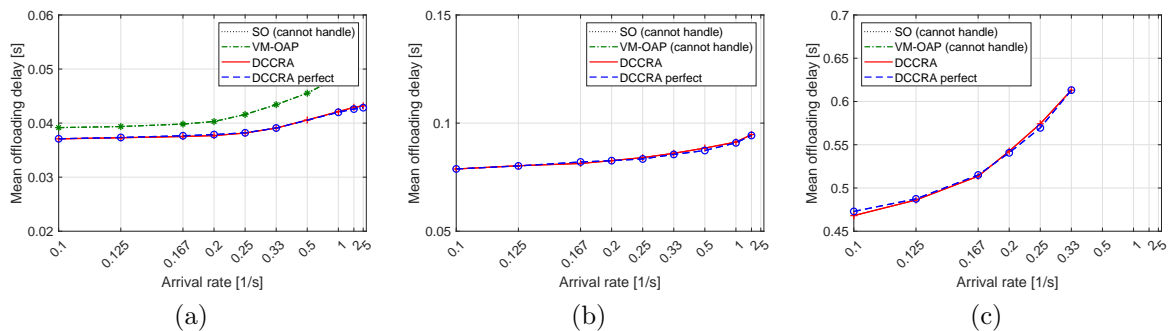 0.06
0.05
0.04
0.03
0.02
Mean offloading delay [s]
SO (cannot handle)
VM-OAP
DCCRA
DCCRA perfect
0.1
0.125
0.167
0.2
0.25
0.33
0.5
1
2
5
Arrival rate [1/s]
(a)
0.15
0.1
0.05
Mean offloading delay [s]
SO (cannot handle)
VM-OAP (cannot handle)
DCCRA
DCCRA perfect
0.1
0.125
0.167
0.2
0.25
0.33
0.5
1
2
5
Arrival rate [1/s]
(b)
0.7
0.65
0.6
0.55
0.5
0.45
Mean offloading delay [s]
SO (cannot handle)
VM-OAP (cannot handle)
DCCRA
DCCRA perfect
0.1
0.125
0.167
0.2
0.25
0.33
0.5
1
2
5
Arrival rate [1/s]
(c)